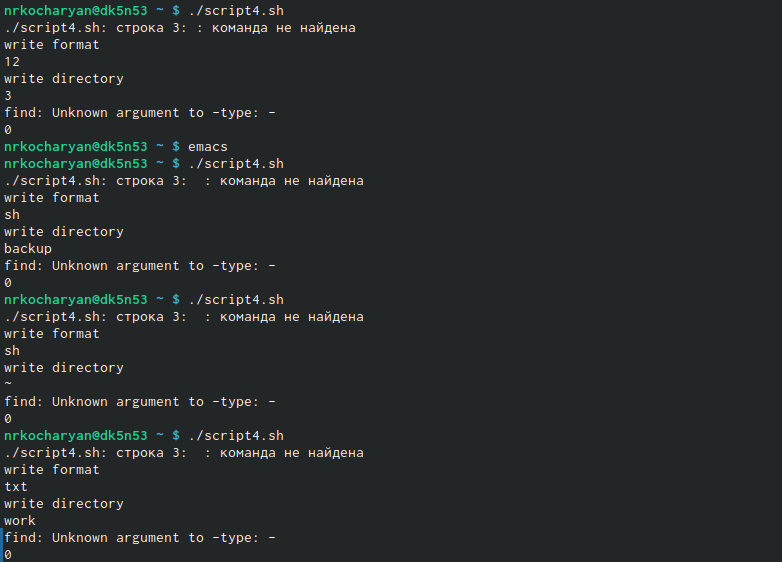 nrkocharyan@dk5n53 ~ $ ./script4.sh
./script4.sh: строка 3: : команда не найдена
write format
12
write directory
3
find: Unknown argument to -type: -
0
nrkocharyan@dk5n53 ~ $ emacs
nrkocharyan@dk5n53 ~ $ ./script4.sh
./script4.sh: строка 3:  : команда не найдена
write format
sh
write directory
backup
find: Unknown argument to -type: -
0
nrkocharyan@dk5n53 ~ $ ./script4.sh
./script4.sh: строка 3:  : команда не найдена
write format
sh
write directory
~
find: Unknown argument to -type: -
0
nrkocharyan@dk5n53 ~ $ ./script4.sh
./script4.sh: строка 3:  : команда не найдена
write format
txt
write directory
work
find: Unknown argument to -type: -
0